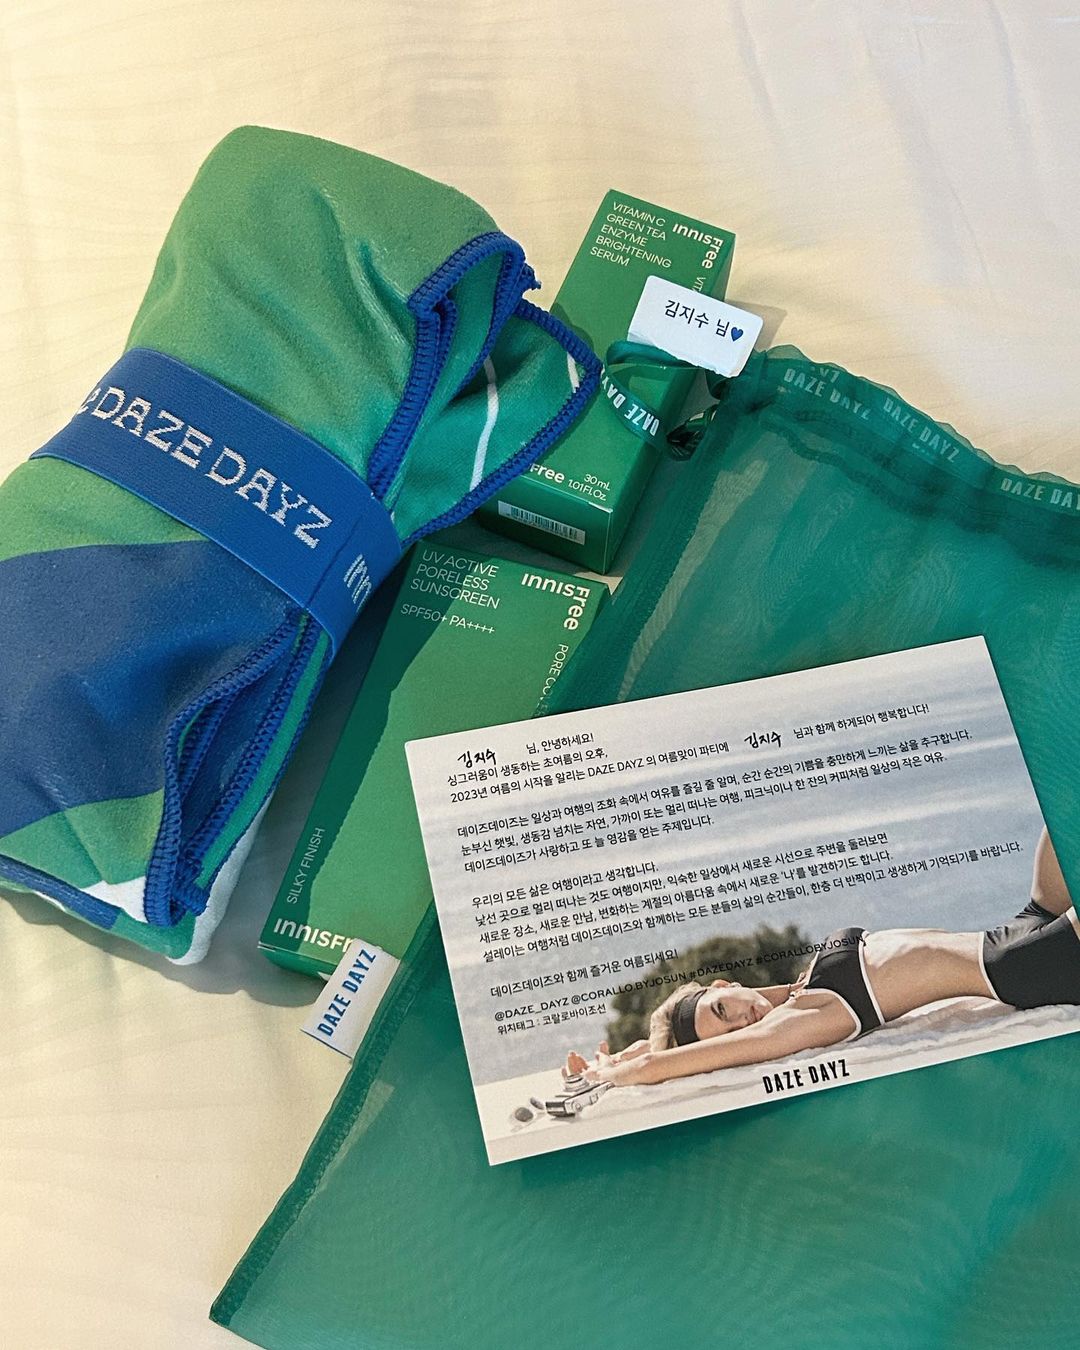 VITAMIN C
GREEN TEA
ENZYME
BRIGHTENING
SERUM
innisfree
김지수 님💙
DAZE DAYZ
DAZE DAYZ
DAZE DAYZ
DAZE DAYZ
DAZE DAYZ
Free
30 mL
1.01 Fl.Oz.
DAZE DAYZ
UV ACTIVE
PORELESS
SUNSCREEN
SPF50+ PA++++
innisfree
SILKY FINISH
DAZE DAYZ
김지수 님, 안녕하세요!
싱그러움이 생동하는 초여름의 오후,
2023년 여름의 시작을 알리는 DAZE DAYZ 의 여름맞이 파티에 김지수 님과 함께 하게되어 행복합니다!
데이즈데이즈는 일상과 여행의 조화 속에서 여유를 즐길 줄 알며, 순간 순간의 기쁨을 충만하게 느끼는 삶을 추구합니다.
눈부신 햇빛, 생동감 넘치는 자연, 가까이 또는 멀리 떠나는 여행, 피크닉이나 한 잔의 커피처럼 일상의 작은 여유.
데이즈데이즈가 사랑하고 또 늘 영감을 얻는 주제입니다.
우리의 모든 삶은 여행이라고 생각합니다.
낯선 곳으로 멀리 떠나는 것도 여행이지만, 익숙한 일상에서 새로운 시선으로 주변을 둘러보면
새로운 장소, 새로운 만남, 변화하는 계절의 아름다움 속에서 새로운 '나'를 발견하기도 합니다.
설레이는 여행처럼 데이즈데이즈와 함께하는 모든 분들의 삶의 순간들이, 한층 더 반짝이고 생생하게 기억되기를 바랍니다.
데이즈데이즈와 함께 즐거운 여름되세요!
@DAZE_DAYZ @CORALLO.BYJOSUN #DAZEDAYZ #CORALLOBYJOSUN
위치태그 : 코랄로바이조선
DAZE DAYZ